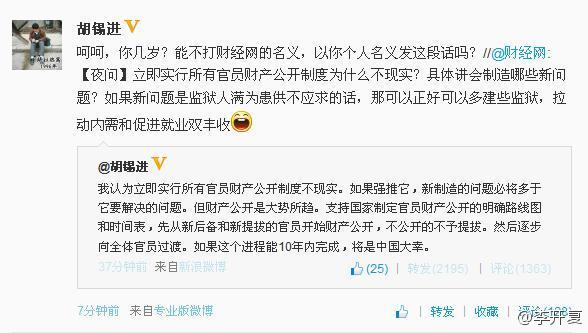 胡锡进
呵呵，你几岁？能不打财经网的名义，以你个人名义发这段话吗？//@财经网:
【夜问】立即实行所有官员财产公开制度为什么不现实？具体讲会制造哪些新问
题？如果新问题是监狱人满为患供不应求的话，那可以正好可以多建些监狱，拉
动内需和促进就业双丰收
@胡锡进
我认为立即实行所有官员财产公开制度不现实。如果强推它，新制造的问题必将多于
它要解决的问题。但财产公开是大势所趋。支持国家制定官员财产公开的明确路线图
和时间表，先从新后备和新提拔的官员开始财产公开，不公开的不予提拔。然后逐步
向全体官员过渡。如果这个进程能10年内完成，将是中国大幸。
37分钟前 来自新浪微博 (25) | 转发(2195) | 评论(1363)
7分钟前 来自专业版微博 | 转发 | 收藏 | 评论
@李开复